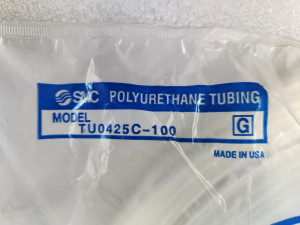 SMC POLYURETHANE TUBING
MODEL
TU0425C-100 G
MADE IN USA